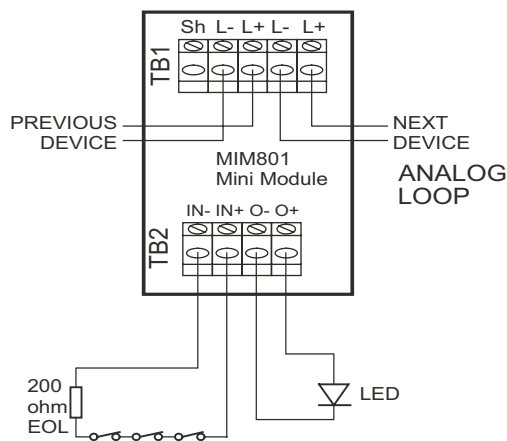 Sh L- L+ L- L+
TB1
PREVIOUS
DEVICE
NEXT
DEVICE
MIM801
Mini Module
ANALOG
LOOP
IN- IN+ O- O+
TB2
200
ohm
EOL
LED